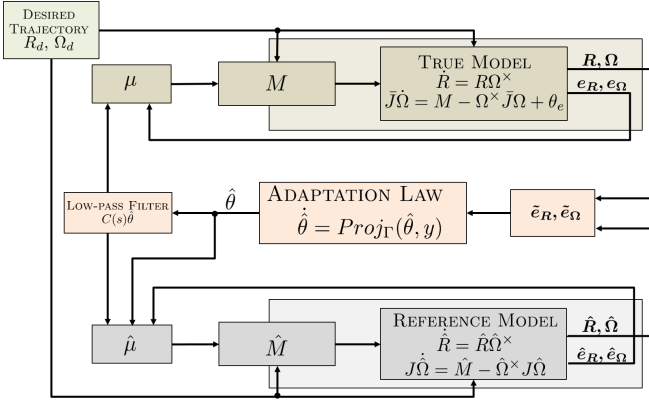 DESIRED
TRAJECTORY
R_d, Ω_d
μ
M
TRUE MODEL
Ṙ = RΩ^×
J̄Ω̇ = M − Ω^× J̄Ω + θ_e
R, Ω
e_R, e_Ω
LOW-PASS FILTER
C(s)θ̂
θ̂
ADAPTATION LAW
θ̂̇ = Proj_Γ(θ̂, y)
ẽ_R, ẽ_Ω
μ̂
M̂
REFERENCE MODEL
R̂̇ = R̂Ω̂^×
JΩ̂̇ = M̂ − Ω̂^× JΩ̂
R̂, Ω̂
ê_R, ê_Ω